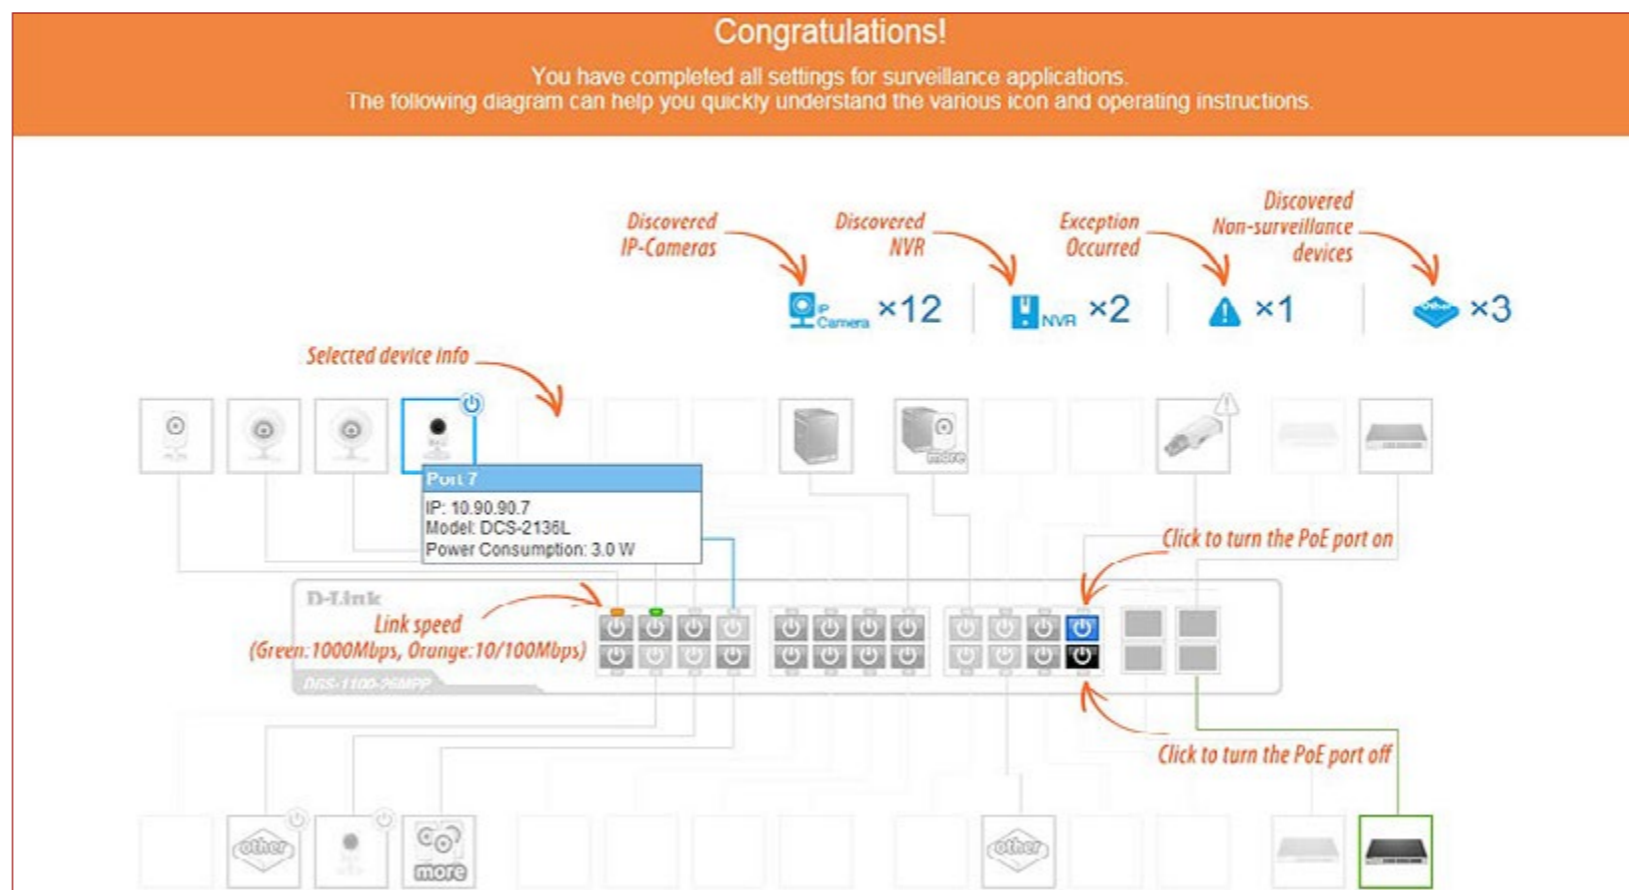 Congratulations!
You have completed all settings for surveillance applications.
The following diagram can help you quickly understand the various icon and operating instructions.
Discovered
IP-Cameras
Discovered
NVR
Exception
Occurred
Discovered
Non-surveillance
devices
IP
Camera
×12
NVR
×2
×1
Other
×3
Selected device info
more
Port 7
IP: 10.90.90.7
Model: DCS-2136L
Power Consumption: 3.0 W
Click to turn the PoE port on
D-Link
Link speed
(Green:1000Mbps, Orange:10/100Mbps)
DGS-1100-26MPP
Click to turn the PoE port off
other
more
other